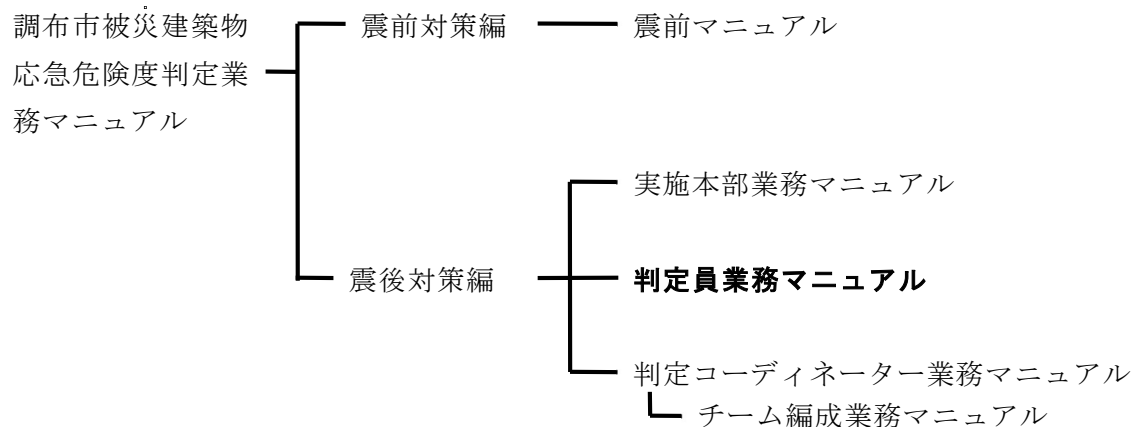 調布市被災建築物
応急危険度判定業
務マニュアル
震前対策編
震前マニュアル
震後対策編
実施本部業務マニュアル
判定員業務マニュアル
判定コーディネーター業務マニュアル
チーム編成業務マニュアル